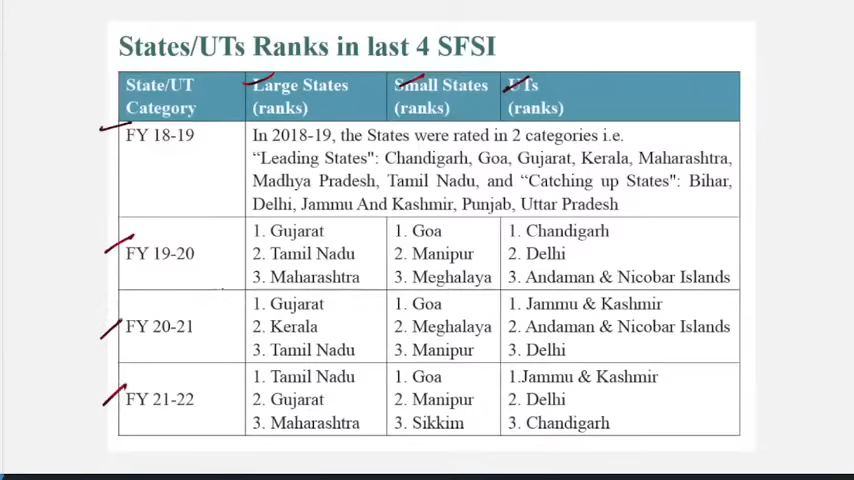 States/UTs Ranks in last 4 SFSI
State/UT Category
Large States (ranks)
Small States (ranks)
UTs (ranks)
FY 18-19
In 2018-19, the States were rated in 2 categories i.e.
“Leading States": Chandigarh, Goa, Gujarat, Kerala, Maharashtra,
Madhya Pradesh, Tamil Nadu, and “Catching up States": Bihar,
Delhi, Jammu And Kashmir, Punjab, Uttar Pradesh
FY 19-20
1. Gujarat
2. Tamil Nadu
3. Maharashtra
1. Goa
2. Manipur
3. Meghalaya
1. Chandigarh
2. Delhi
3. Andaman & Nicobar Islands
FY 20-21
1. Gujarat
2. Kerala
3. Tamil Nadu
1. Goa
2. Meghalaya
3. Manipur
1. Jammu & Kashmir
2. Andaman & Nicobar Islands
3. Delhi
FY 21-22
1. Tamil Nadu
2. Gujarat
3. Maharashtra
1. Goa
2. Manipur
3. Sikkim
1.Jammu & Kashmir
2. Delhi
3. Chandigarh